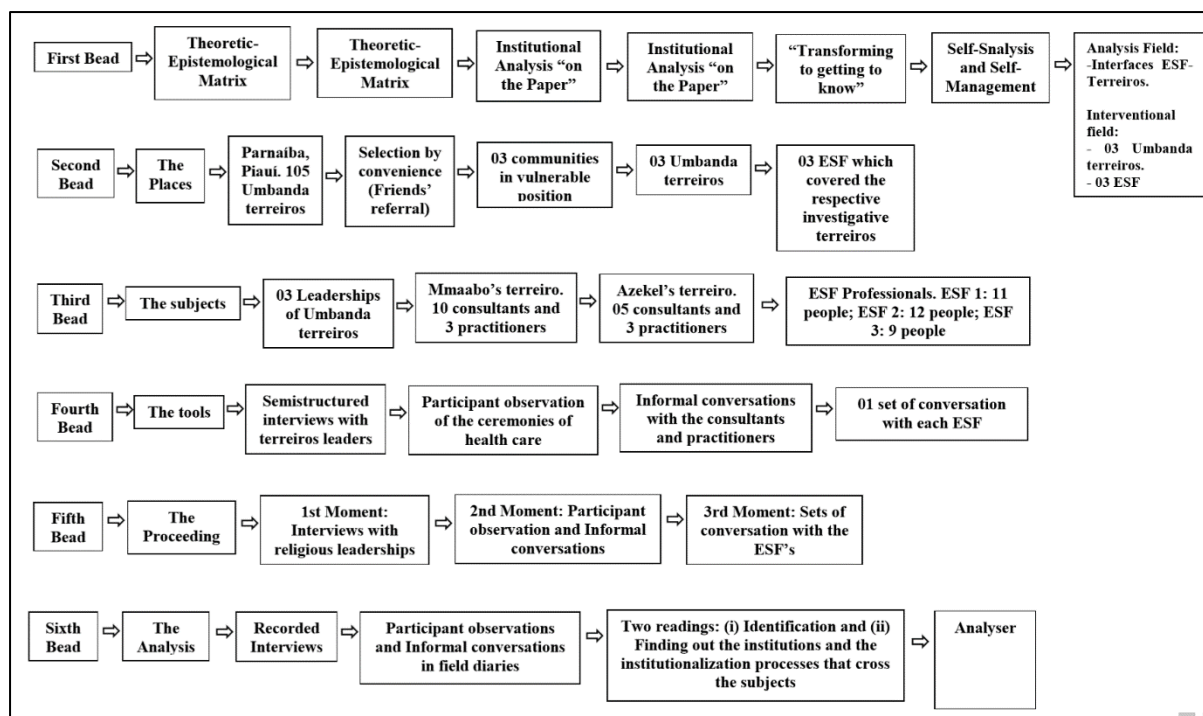 First Bead
Theoretic-
Epistemological
Matrix
Theoretic-
Epistemological
Matrix
Institutional
Analysis “on
the Paper”
Institutional
Analysis “on
the Paper”
“Transforming
to getting to
know”
Self-Snalysis
and Self-
Management
Analysis Field:
-Interfaces ESF-
Terreiros.
Interventional
field:
- 03 Umbanda
terreiros.
- 03 ESF
Second
Bead
The
Places
Parnaíba,
Piauí. 105
Umbanda
terreiros
Selection by
convenience
(Friends’
referral)
03 communities
in vulnerable
position
03 Umbanda
terreiros
03 ESF which
covered the
respective
investigative
terreiros
Third
Bead
The subjects
03 Leaderships
of Umbanda
terreiros
Mmaabo’s terreiro.
10 consultants and
3 practitioners
Azekel’s terreiro.
05 consultants and
3 practitioners
ESF Professionals. ESF 1: 11
people; ESF 2: 12 people; ESF
3: 9 people
Fourth
Bead
The tools
Semistructured
interviews with
terreiros leaders
Participant observation
of the ceremonies of
health care
Informal conversations
with the consultants
and practitioners
01 set of conversation
with each ESF
Fifth
Bead
The
Proceeding
1st Moment:
Interviews with
religious leaderships
2nd Moment: Participant
observation and Informal
conversations
3rd Moment: Sets of
conversation with the
ESF’s
Sixth
Bead
The
Analysis
Recorded
Interviews
Participant observations
and Informal conversations
in field diaries
Two readings: (i) Identification and (ii)
Finding out the institutions and the
institutionalization processes that cross
the subjects
Analyser